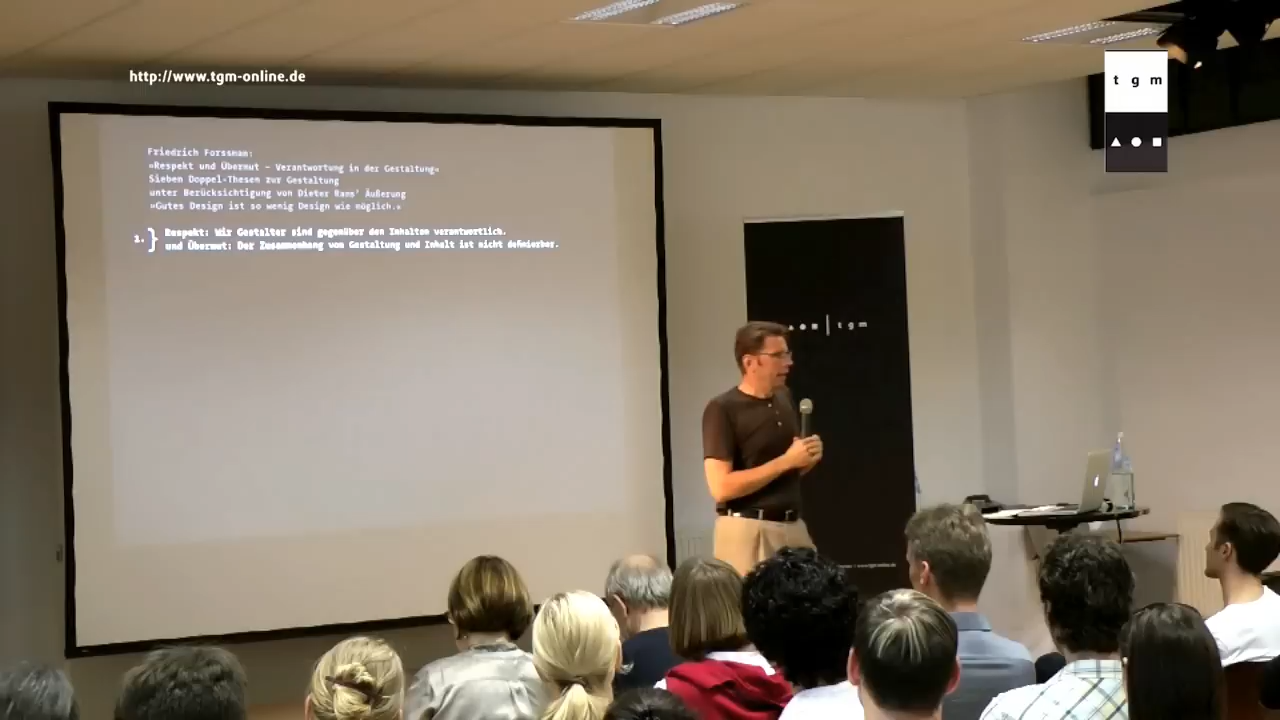 http://www.tgm-online.de
t g m
Friedrich Forssman:
»Respekt und Übermut – Verantwortung in der Gestaltung«
Sieben Doppel-Thesen zur Gestaltung
unter Berücksichtigung von Dieter Rams’ Äußerung
»Gutes Design ist so wenig Design wie möglich.«
1. } Respekt: Wir Gestalter sind gegenüber den Inhalten verantwortlich.
und Übermut: Der Zusammenhang von Gestaltung und Inhalt ist nicht definierbar.
t g m